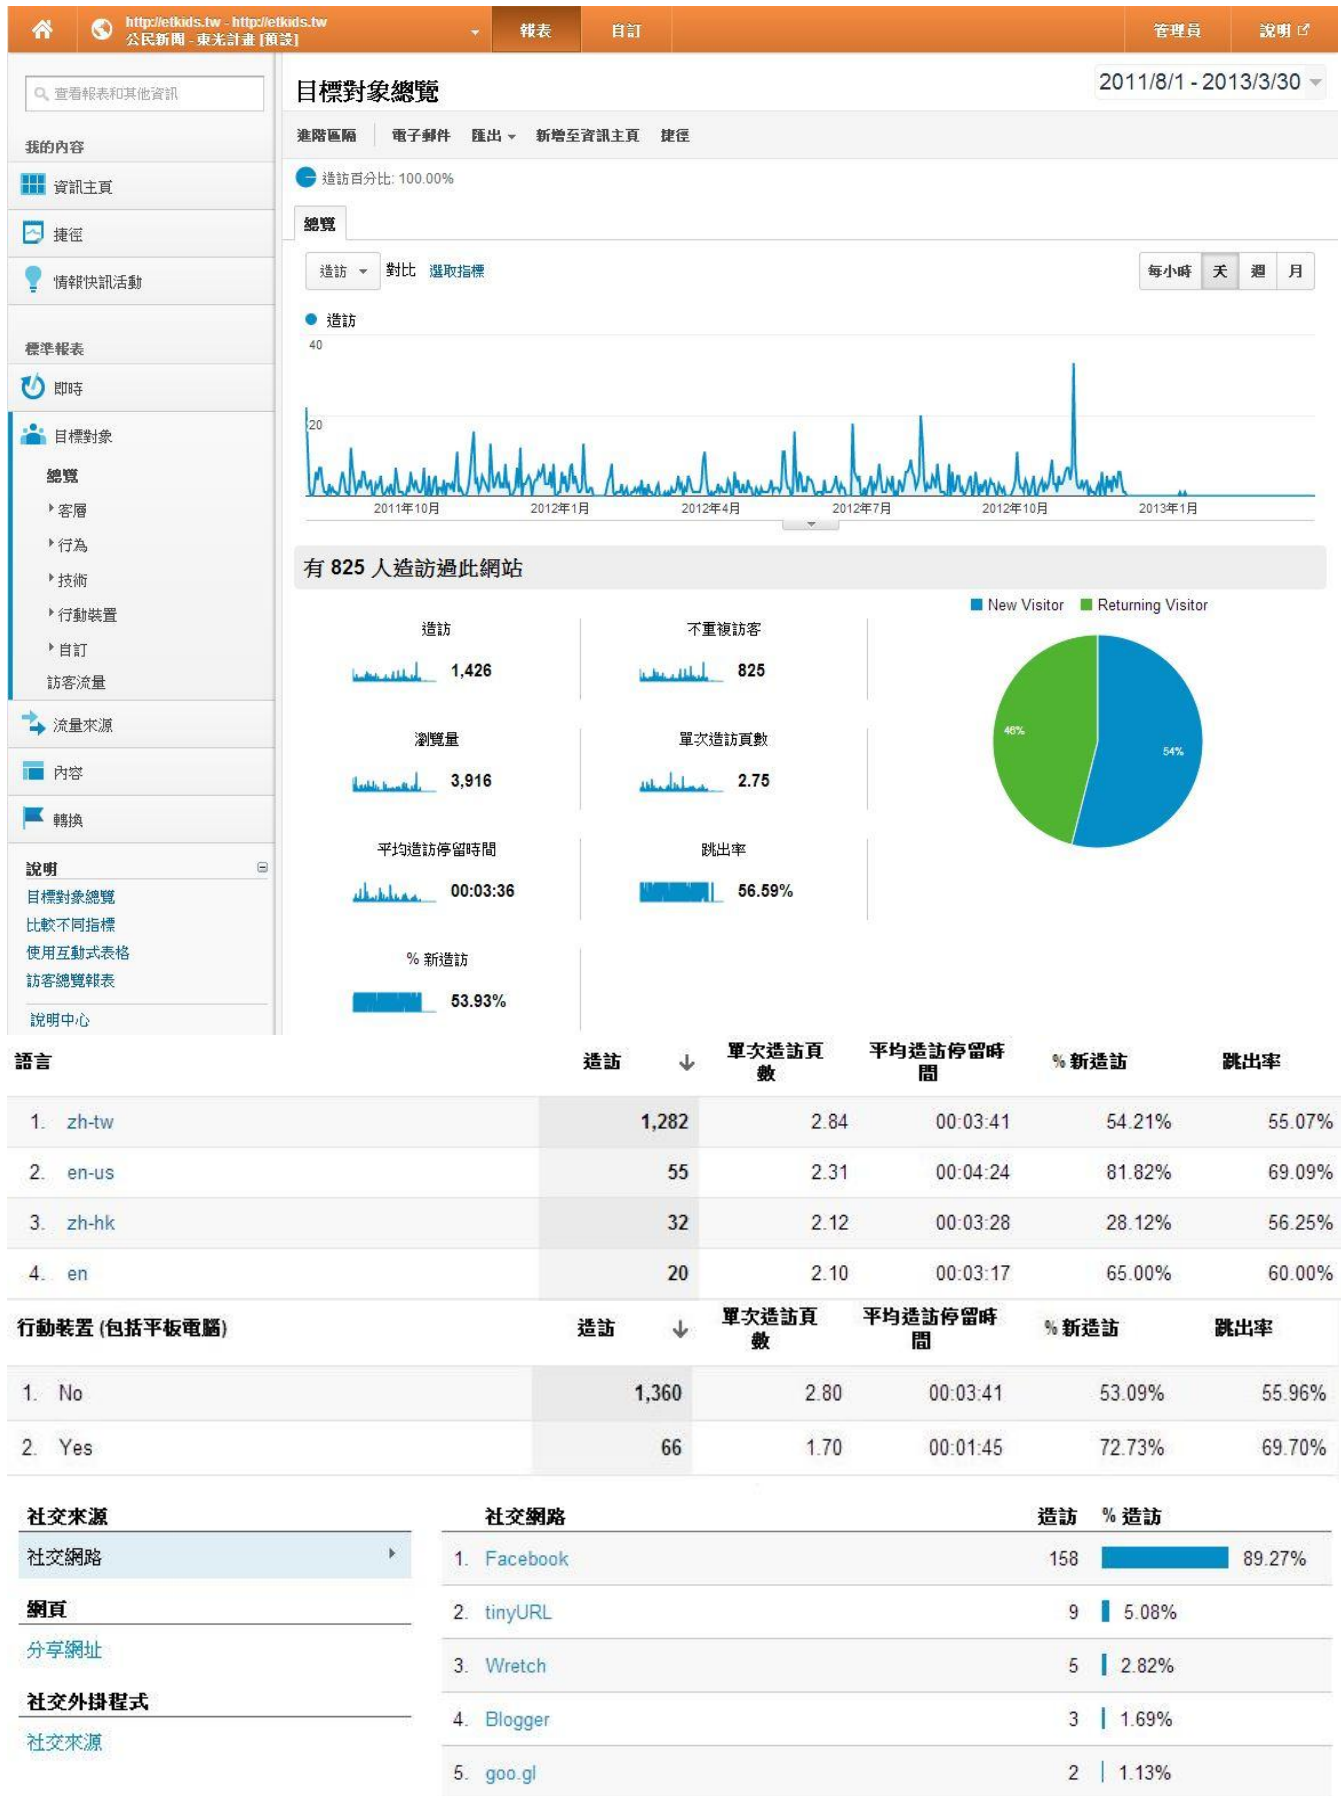 http://etkids.tw - http://etkids.tw
公民新聞 - 東光計畫 [預設]
報表
自訂
管理員
說明
查看報表和其他資訊
我的內容
資訊主頁
捷徑
情報快訊活動
標準報表
即時
目標對象
總覽
客層
行為
技術
行動裝置
自訂
訪客流量
流量來源
內容
轉換
說明
目標對象總覽
比較不同指標
使用互動式表格
訪客總覽報表
說明中心
目標對象總覽
2011/8/1 - 2013/3/30
進階區隔
電子郵件
匯出
新增至資訊主頁
捷徑
造訪百分比: 100.00%
總覽
造訪
對比
選取指標
每小時
天
週
月
造訪
40
20
2011年10月
2012年1月
2012年4月
2012年7月
2012年10月
2013年1月
有 825 人造訪過此網站
造訪
1,426
不重複訪客
825
瀏覽量
3,916
單次造訪頁數
2.75
平均造訪停留時間
00:03:36
跳出率
56.59%
% 新造訪
53.93%
New Visitor
Returning Visitor
46%
54%
語言 造訪 單次造訪頁數 平均造訪停留時間 % 新造訪 跳出率
1. zh-tw 1,282 2.84 00:03:41 54.21% 55.07%
2. en-us 55 2.31 00:04:24 81.82% 69.09%
3. zh-hk 32 2.12 00:03:28 28.12% 56.25%
4. en 20 2.10 00:03:17 65.00% 60.00%
行動裝置 (包括平板電腦) 造訪 單次造訪頁數 平均造訪停留時間 % 新造訪 跳出率
1. No 1,360 2.80 00:03:41 53.09% 55.96%
2. Yes 66 1.70 00:01:45 72.73% 69.70%
社交來源
社交網路
網頁
分享網址
社交外掛程式
社交來源
社交網路 造訪 % 造訪
1. Facebook 158 89.27%
2. tinyURL 9 5.08%
3. Wretch 5 2.82%
4. Blogger 3 1.69%
5. goo.gl 2 1.13%